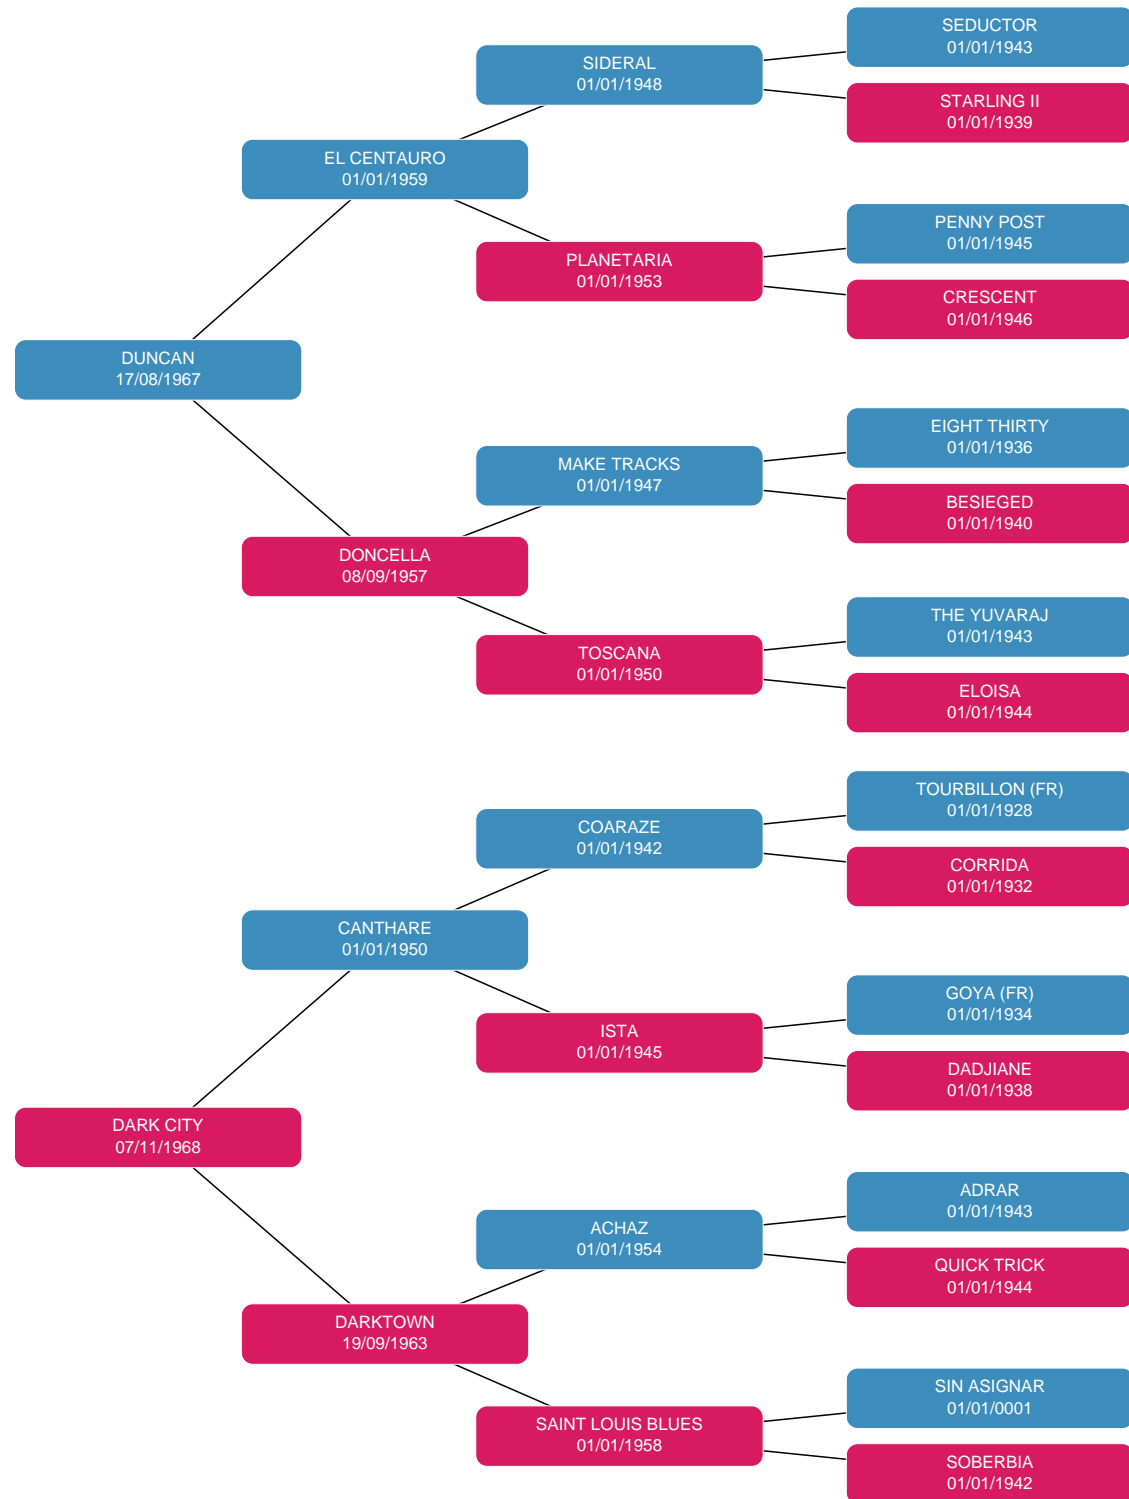 SEDUCTOR
01/01/1943
SIDERAL
01/01/1948
STARLING II
01/01/1939
EL CENTAURO
01/01/1959
PENNY POST
01/01/1945
PLANETARIA
01/01/1953
CRESCENT
01/01/1946
DUNCAN
17/08/1967
EIGHT THIRTY
01/01/1936
MAKE TRACKS
01/01/1947
BESIEGED
01/01/1940
DONCELLA
08/09/1957
THE YUVARAJ
01/01/1943
TOSCANA
01/01/1950
ELOISA
01/01/1944
TOURBILLON (FR)
01/01/1928
COARAZE
01/01/1942
CORRIDA
01/01/1932
CANTHARE
01/01/1950
GOYA (FR)
01/01/1934
ISTA
01/01/1945
DADJIANE
01/01/1938
DARK CITY
07/11/1968
ADRAR
01/01/1943
ACHAZ
01/01/1954
QUICK TRICK
01/01/1944
DARKTOWN
19/09/1963
SIN ASIGNAR
01/01/0001
SAINT LOUIS BLUES
01/01/1958
SOBERBIA
01/01/1942